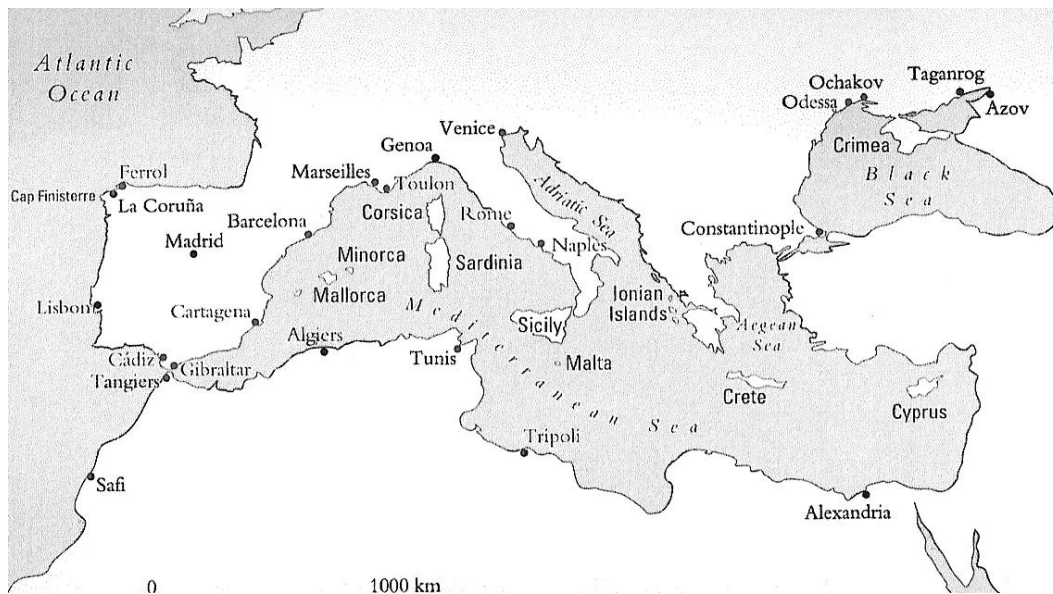 Atlantic
Ocean
Ochakov
Taganrog
Odessa
Azov
Venice
Genoa
Crimea
Marseilles
Toulon
Black
Sea
Ferrol
Cap Finisterre
La Coruña
Corsica
Rome
Adriatic Sea
Barcelona
Constantinople
Madrid
Naples
Minorca
Sardinia
Mallorca
Ionian
Islands
Lisbon
Cartagena
Mediterranean Sea
Sicily
Aegean
Sea
Algiers
Tunis
Cádiz
Gibraltar
Malta
Tangiers
Crete
Cyprus
Tripoli
Safi
Alexandria
0 1000 km